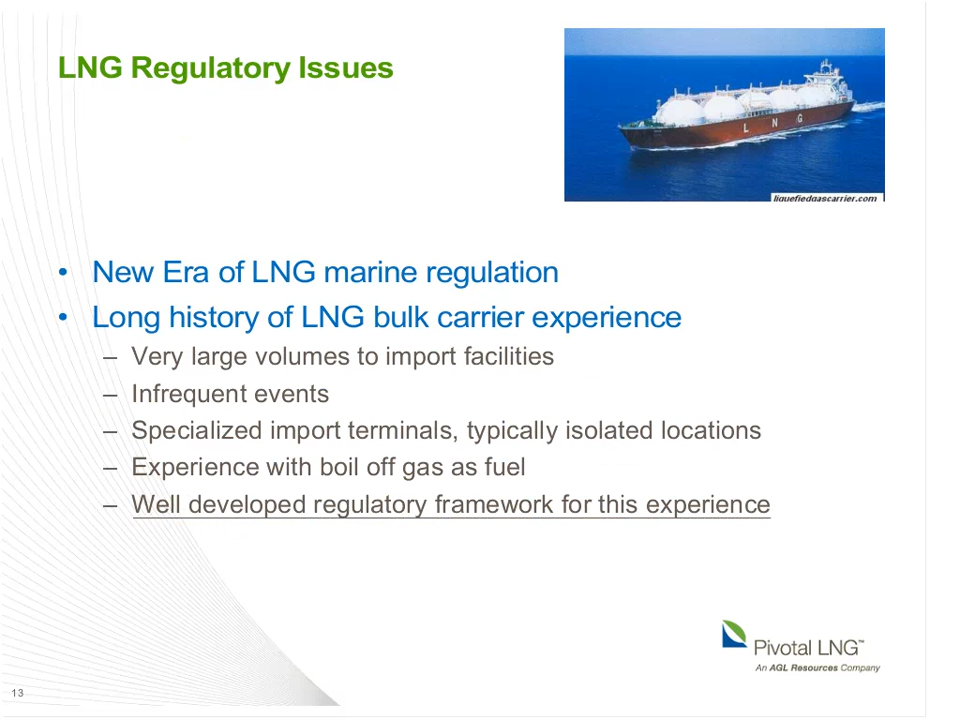 LNG Regulatory Issues
L N G
liquefiedgascarrier.com
• New Era of LNG marine regulation
• Long history of LNG bulk carrier experience
– Very large volumes to import facilities
– Infrequent events
– Specialized import terminals, typically isolated locations
– Experience with boil off gas as fuel
– Well developed regulatory framework for this experience
Pivotal LNG™
An AGL Resources Company
13